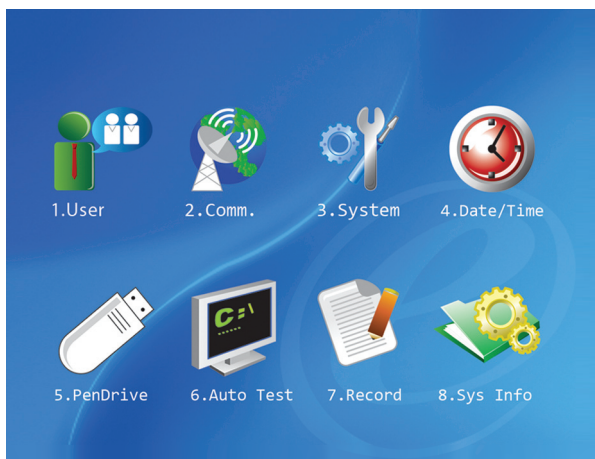 1.User
2.Comm.
3.System
4.Date/Time
C:\
5.PenDrive
6.Auto Test
7.Record
8.Sys Info